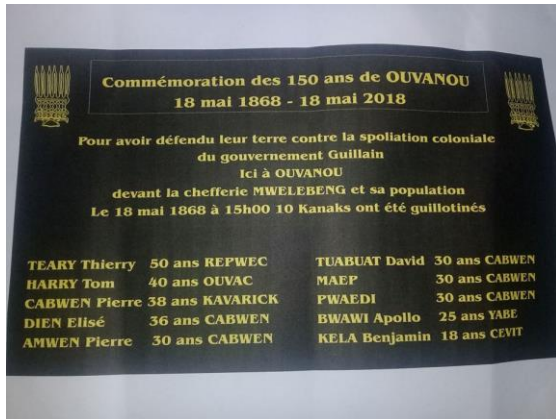 Commémoration des 150 ans de OUVANOU
18 mai 1868 - 18 mai 2018
Pour avoir défendu leur terre contre la spoliation coloniale
du gouvernement Guillain
Ici à OUVANOU
devant la chefferie MWELEBENG et sa population
Le 18 mai 1868 à 15h00 10 Kanaks ont été guillotinés
TEARY Thierry 50 ans REPWEC
HARRY Tom 40 ans OUVAC
CABWEN Pierre 38 ans KAVARICK
DIEN Elisé 36 ans CABWEN
AMWEN Pierre 30 ans CABWEN
TUABUAT David 30 ans CABWEN
MAEP 30 ans CABWEN
PWAEDI 30 ans CABWEN
BWAWI Apollo 25 ans YABE
KELA Benjamin 18 ans CEVIT